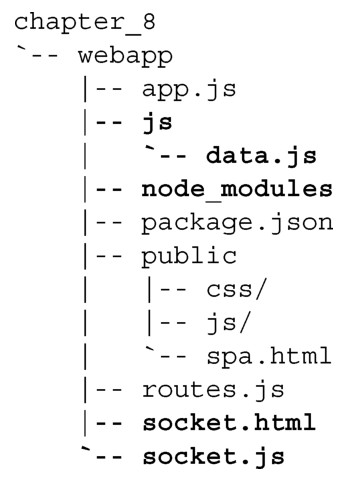 chapter_8
`-- webapp
    |-- app.js
    |-- js
    |   `-- data.js
    |-- node_modules
    |-- package.json
    |-- public
    |   |-- css/
    |   |-- js/
    |   `-- spa.html
    |-- routes.js
    |-- socket.html
    `-- socket.js